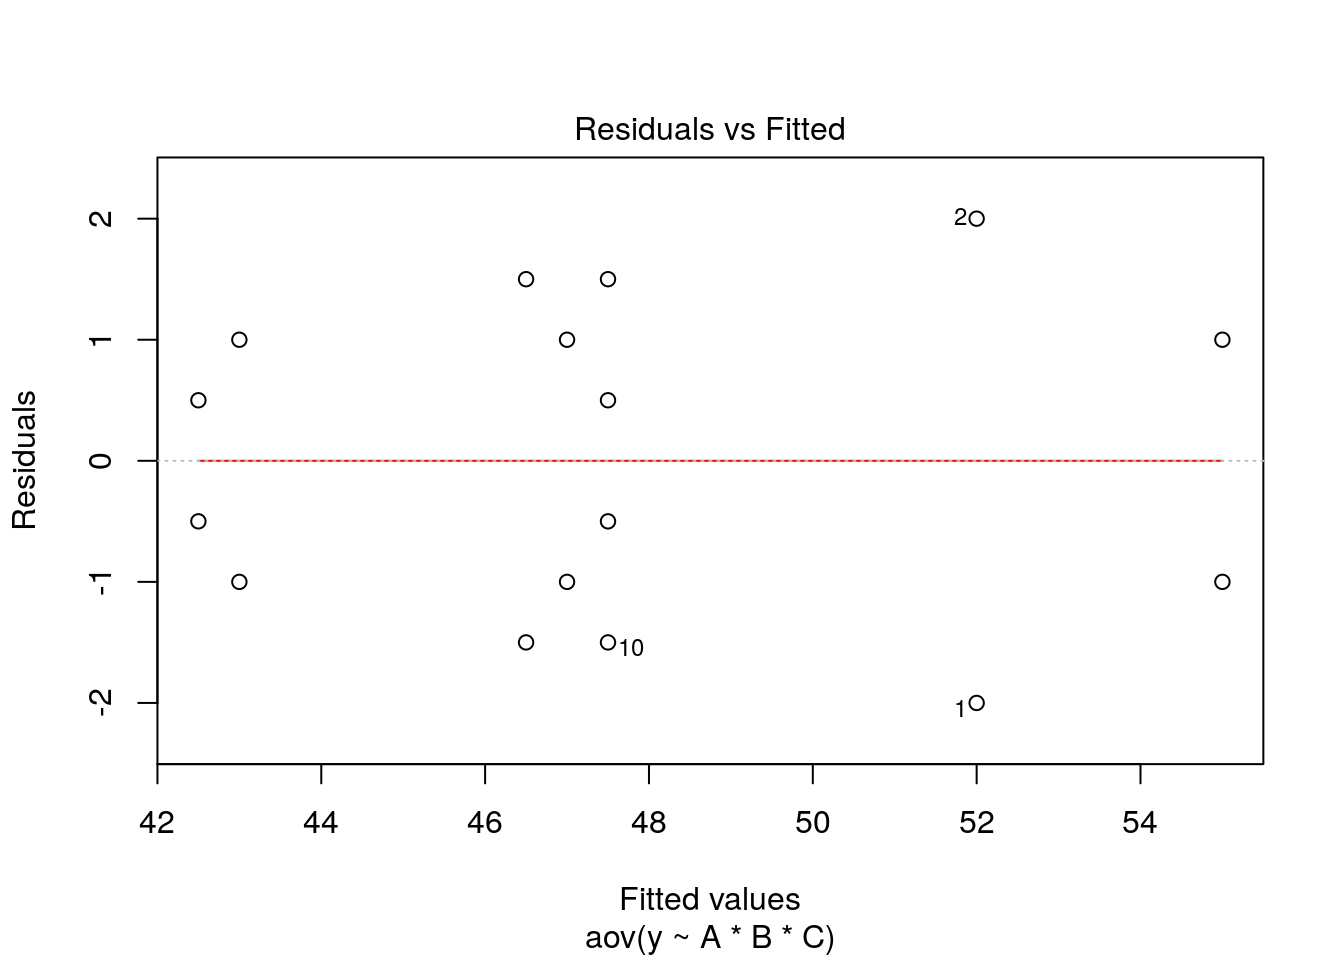 Residuals vs Fitted
Residuals
2
1
0
-1
-2
2
10
1
42 44 46 48 50 52 54
Fitted values
aov(y ~ A * B * C)